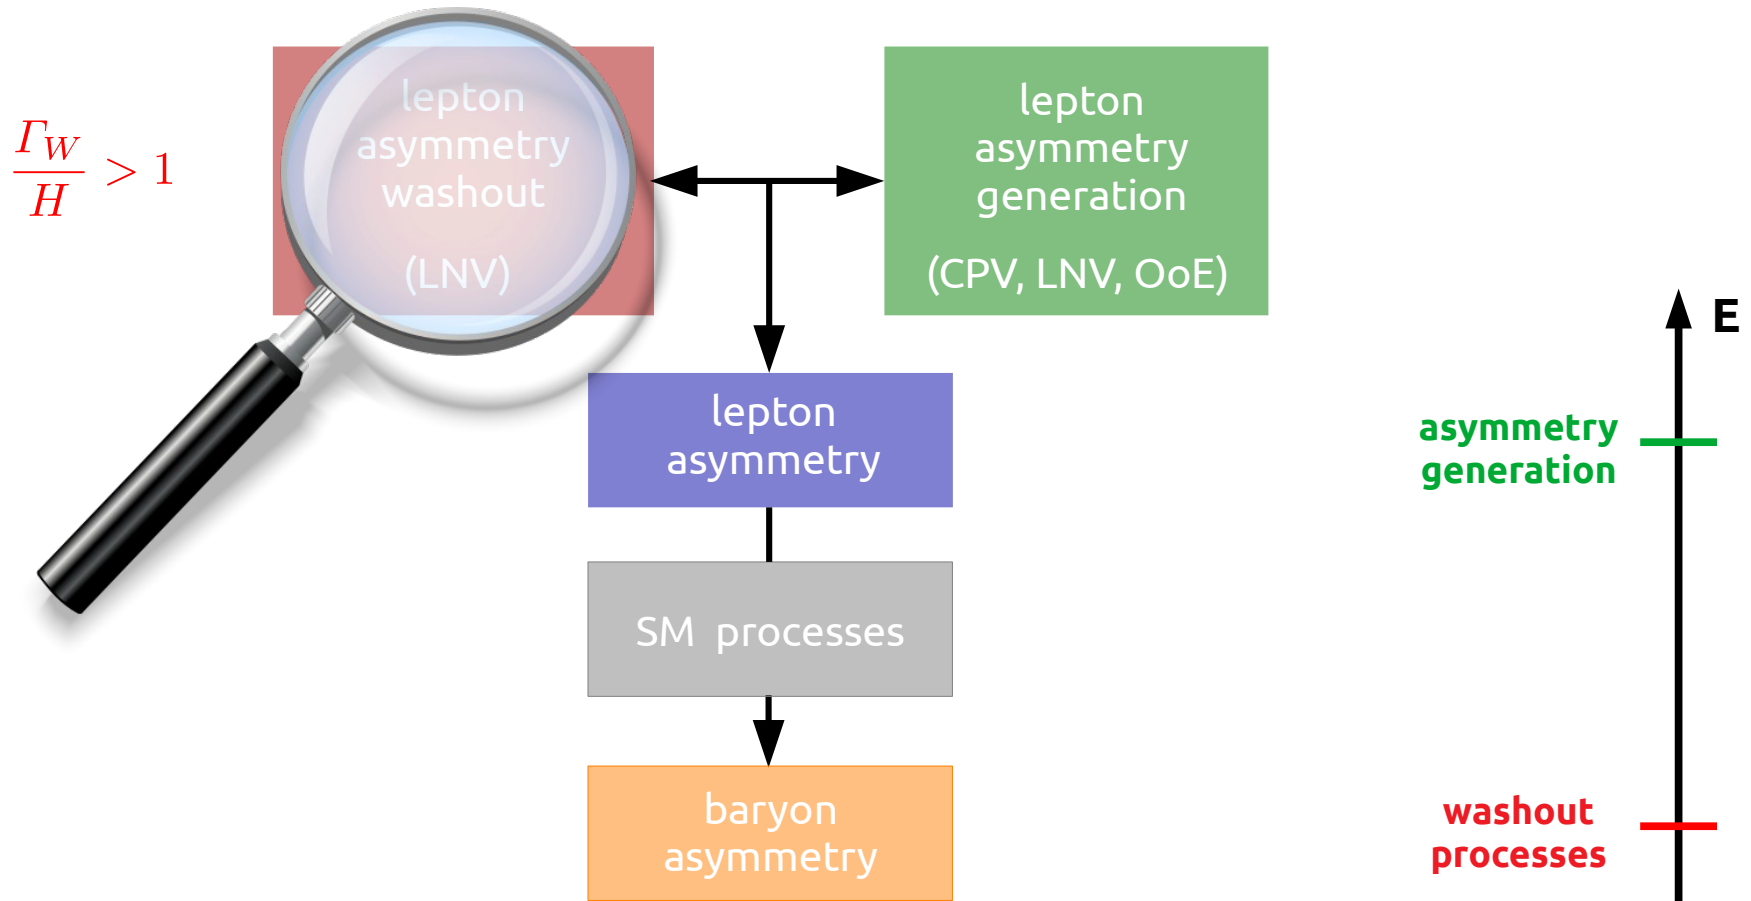 Γ_W / H > 1
lepton
asymmetry
washout
(LNV)
lepton
asymmetry
generation
(CPV, LNV, OoE)
lepton
asymmetry
SM processes
baryon
asymmetry
E
asymmetry
generation
washout
processes